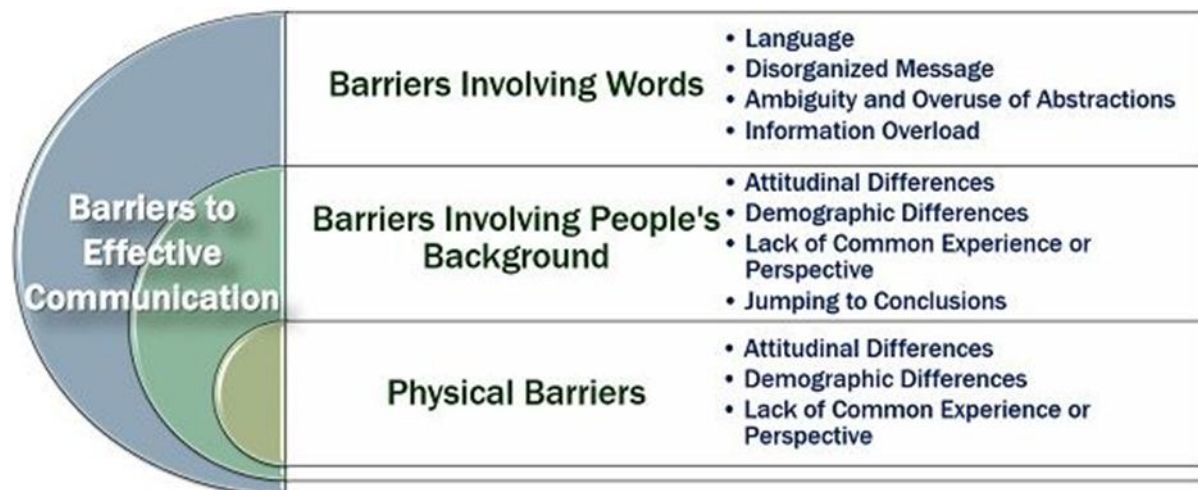 Barriers to
Effective
Communication
Barriers Involving Words
• Language
• Disorganized Message
• Ambiguity and Overuse of Abstractions
• Information Overload
Barriers Involving People's
Background
• Attitudinal Differences
• Demographic Differences
• Lack of Common Experience or
Perspective
• Jumping to Conclusions
Physical Barriers
• Attitudinal Differences
• Demographic Differences
• Lack of Common Experience or
Perspective